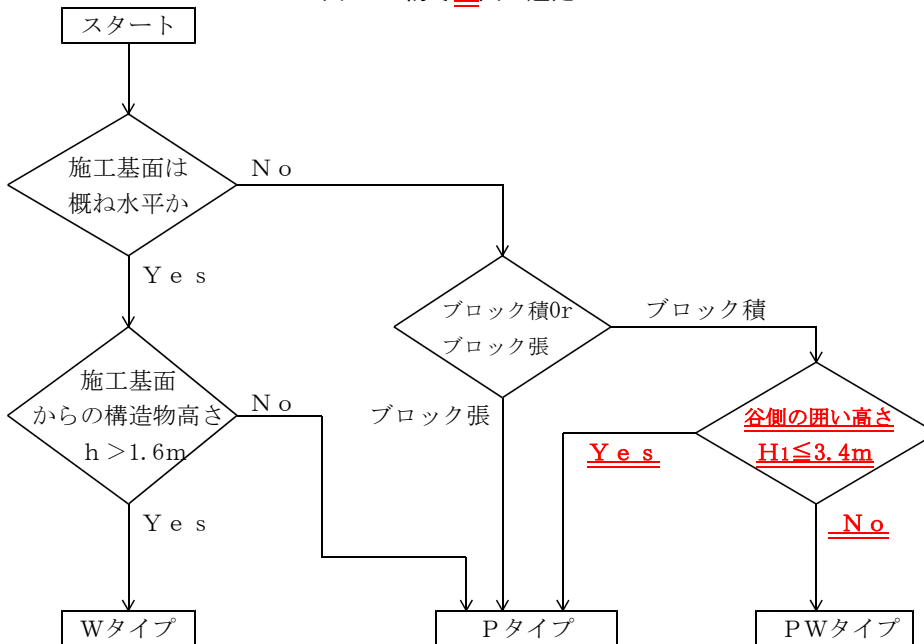 スタート
施工基面は
概ね水平か
No
Yes
ブロック積0r
ブロック張
ブロック積
施工基面
からの構造物高さ
h＞1.6m
No
ブロック張
谷側の囲い高さ
H1≦3.4m
Yes
Yes
No
Wタイプ
Pタイプ
PWタイプ